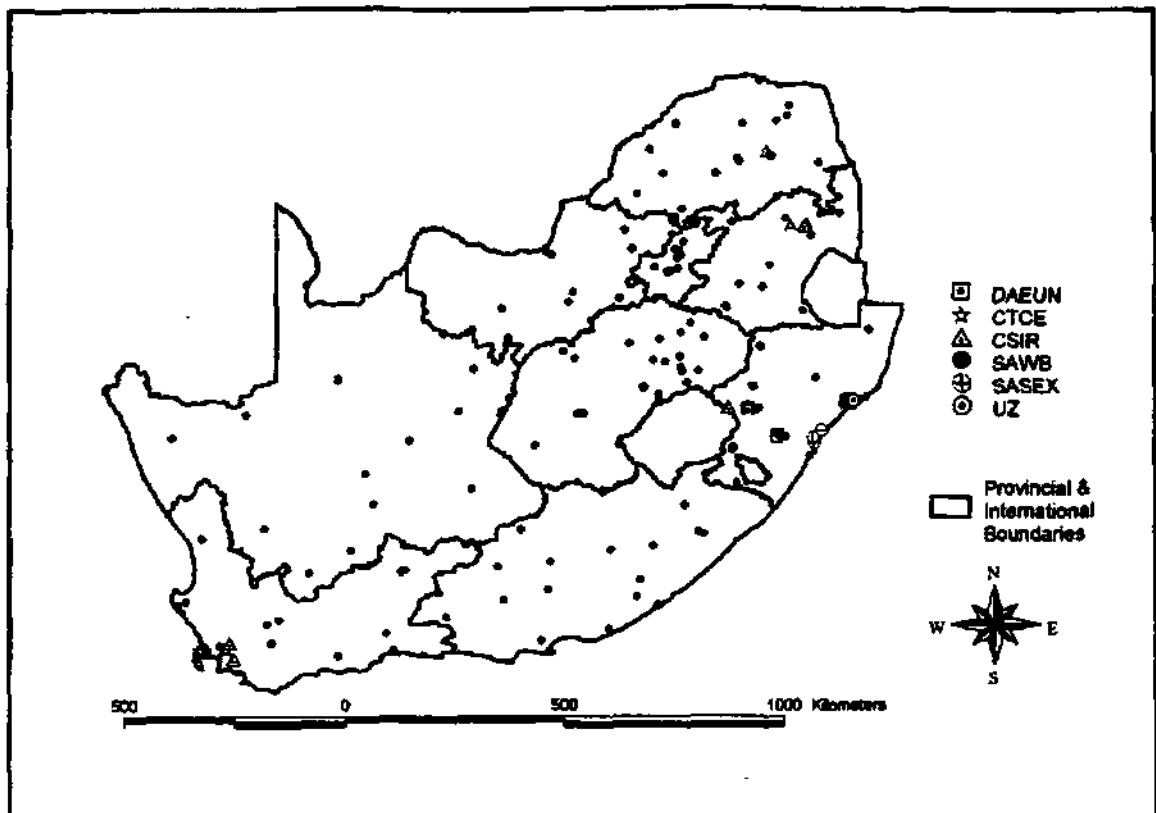 DAEUN
CTCE
CSIR
SAWB
SASEX
UZ
Provincial &
International
Boundaries
N
W E
S
500 0 500 1000 Kilometers